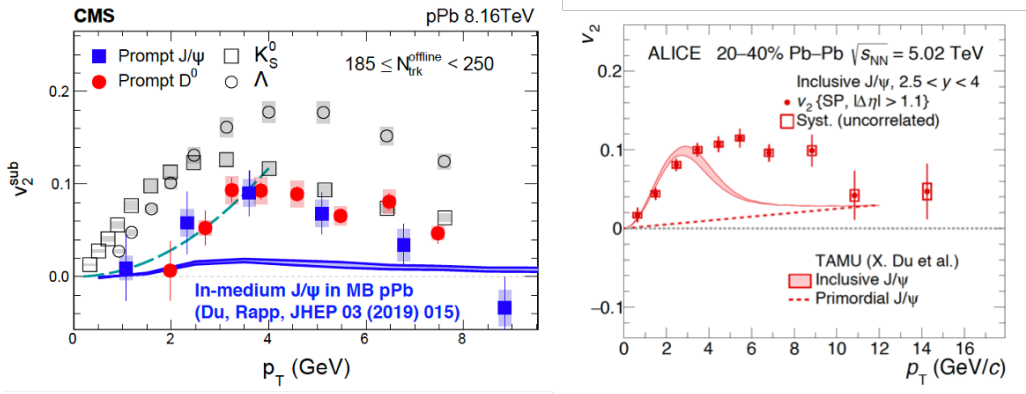 CMS pPb 8.16TeV
Prompt J/ψ K⁰S
Prompt D⁰ Λ
185 ≤ N^offline_trk < 250
v₂^sub
0.2
0.1
0.0
In-medium J/ψ in MB pPb
(Du, Rapp, JHEP 03 (2019) 015)
0 2 4 6 8
p_T (GeV)
v₂
ALICE 20–40% Pb–Pb √s_NN = 5.02 TeV
Inclusive J/ψ, 2.5 < y < 4
v₂{SP, |Δη| > 1.1}
Syst. (uncorrelated)
0.2
0.1
0
−0.1
TAMU (X. Du et al.)
Inclusive J/ψ
Primordial J/ψ
0 2 4 6 8 10 12 14 16
p_T (GeV/c)